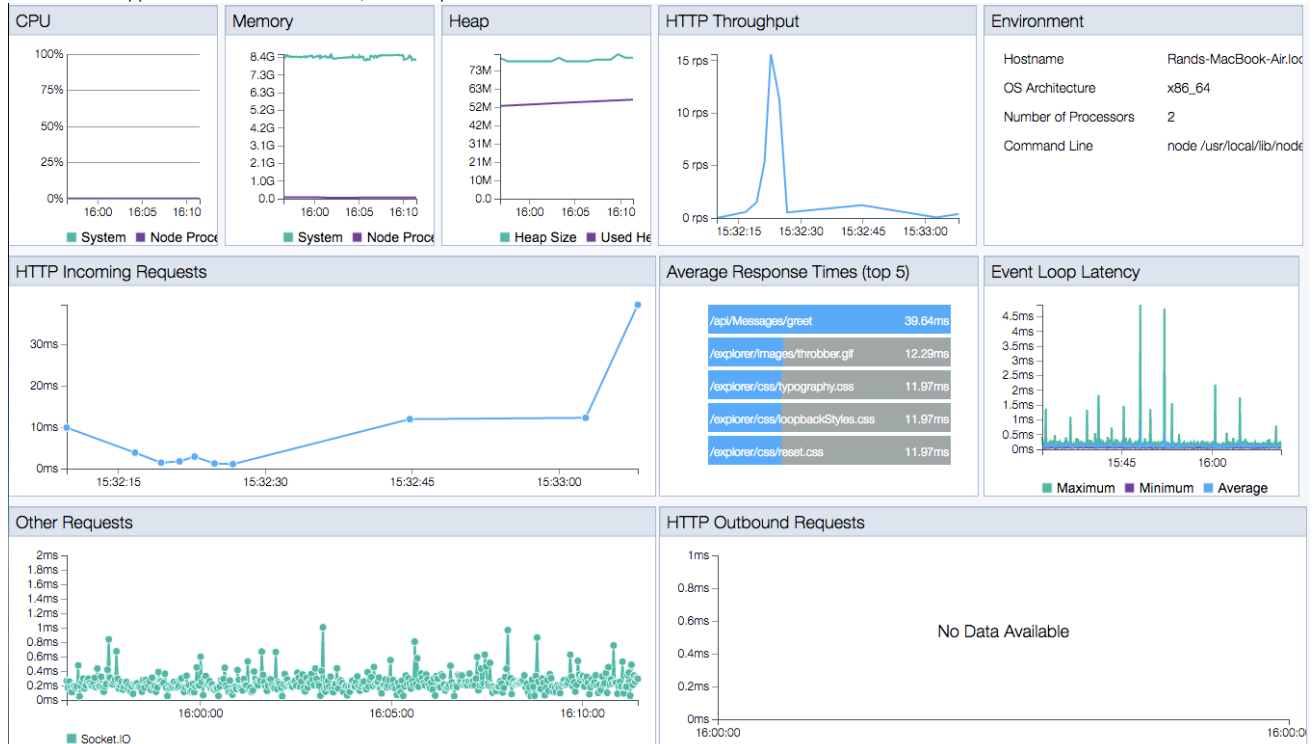 CPU
100%
75%
50%
25%
0%
16:00 16:05 16:10
System Node Proce
Memory
8.4G
7.3G
6.3G
5.2G
4.2G
3.1G
2.1G
1.0G
0.0
16:00 16:05 16:10
System Node Proce
Heap
73M
63M
52M
42M
31M
21M
10M
0.0
16:00 16:05 16:10
Heap Size Used He
HTTP Throughput
15 rps
10 rps
5 rps
0 rps
15:32:15 15:32:30 15:32:45 15:33:00
Environment
Hostname Rands-MacBook-Air.loc
OS Architecture x86_64
Number of Processors 2
Command Line node /usr/local/lib/node
HTTP Incoming Requests
30ms
20ms
10ms
0ms
15:32:15 15:32:30 15:32:45 15:33:00
Average Response Times (top 5)
/api/Messages/greet 39.64ms
/explorer/images/throbber.gif 12.29ms
/explorer/css/typography.css 11.97ms
/explorer/css/loopbackStyles.css 11.97ms
/explorer/css/reset.css 11.97ms
Event Loop Latency
4.5ms
4ms
3.5ms
3ms
2.5ms
2ms
1.5ms
1ms
0.5ms
0ms
15:45 16:00
Maximum Minimum Average
Other Requests
2ms
1.8ms
1.6ms
1.4ms
1.2ms
1ms
0.8ms
0.6ms
0.4ms
0.2ms
0ms
16:00:00 16:05:00 16:10:00
Socket.IO
HTTP Outbound Requests
1ms
0.8ms
0.6ms
0.4ms
0.2ms
0ms
No Data Available
16:00:00 16:00:0